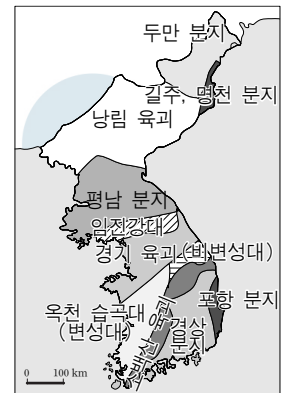 두만 분지
길주, 명천 분지
낭림 육괴
평남 분지
임진강대
경기 육괴
(비변성대)
옥천 습곡대
(변성대)
포항 분지
경상
분지
0 100 km